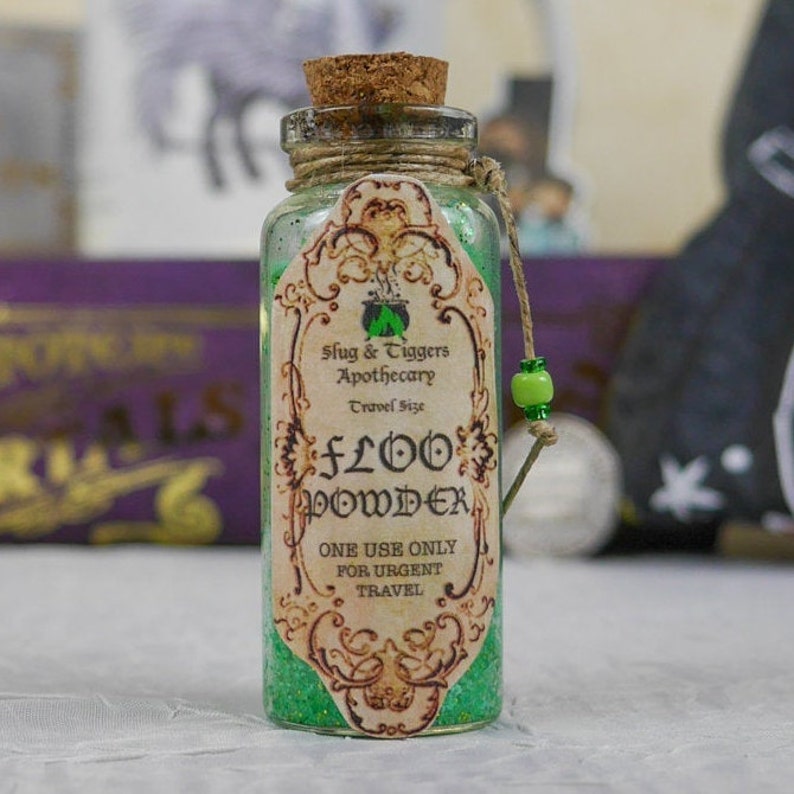 Slug & Tiggers
Apothecary
Travel Size
FLOO
POWDER
ONE USE ONLY
FOR URGENT
TRAVEL